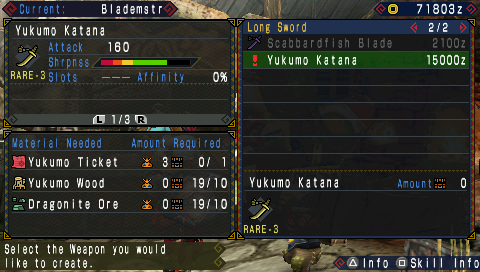 Current: Blademstr
71803z
Yukumo Katana
Attack 160
Shrpnss
RARE-3 Slots --- Affinity 0%
L 1/3 R
Long Sword 2/2
Scabbardfish Blade 2100z
Yukumo Katana 15000z
Material Needed Amount Required
Yukumo Ticket 3 0/ 1
Yukumo Wood 0 19/10
Dragonite Ore 0 19/10
Yukumo Katana Amount 0
RARE-3
Select the Weapon you would
like to create.
Info Skill Info